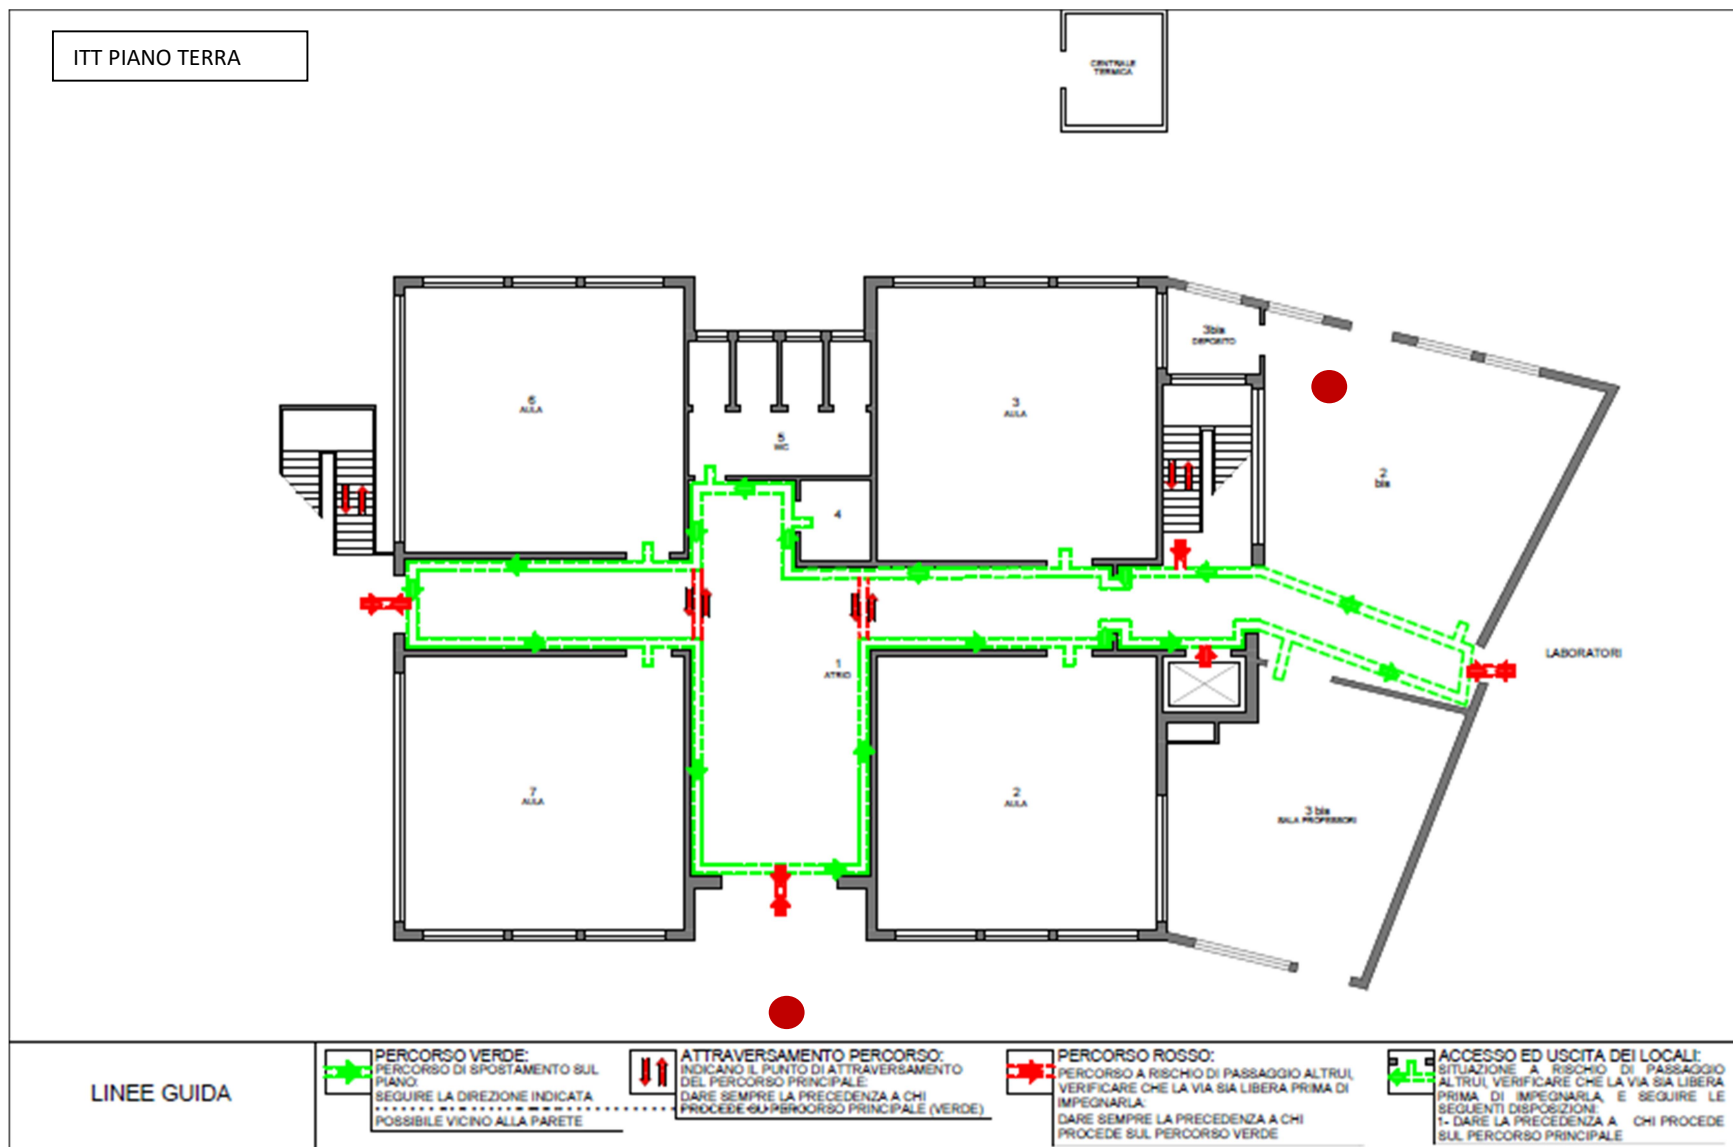 ITT PIANO TERRA
CENTRALE
TERMICA
3bis
DEPOSITO
6
AULA
3
AULA
5
WC
2
bis
4
1
ATRIO
LABORATORI
7
AULA
2
AULA
3 bis
SALA PROFESSORI
LINEE GUIDA
PERCORSO VERDE:
PERCORSO DI SPOSTAMENTO SUL
PIANO:
SEGUIRE LA DIREZIONE INDICATA
POSSIBILE VICINO ALLA PARETE
ATTRAVERSAMENTO PERCORSO:
INDICANO IL PUNTO DI ATTRAVERSAMENTO
DEL PERCORSO PRINCIPALE:
DARE SEMPRE LA PRECEDENZA A CHI
PROCEDE SU PERCORSO PRINCIPALE (VERDE)
PERCORSO ROSSO:
PERCORSO A RISCHIO DI PASSAGGIO ALTRUI,
VERIFICARE CHE LA VIA SIA LIBERA PRIMA DI
IMPEGNARLA:
DARE SEMPRE LA PRECEDENZA A CHI
PROCEDE SUL PERCORSO VERDE
ACCESSO ED USCITA DEI LOCALI:
SITUAZIONE A RISCHIO DI PASSAGGIO
ALTRUI, VERIFICARE CHE LA VIA SIA LIBERA
PRIMA DI IMPEGNARLA, E SEGUIRE LE
SEGUENTI DISPOSIZIONI:
1- DARE LA PRECEDENZA A CHI PROCEDE
SUL PERCORSO PRINCIPALE